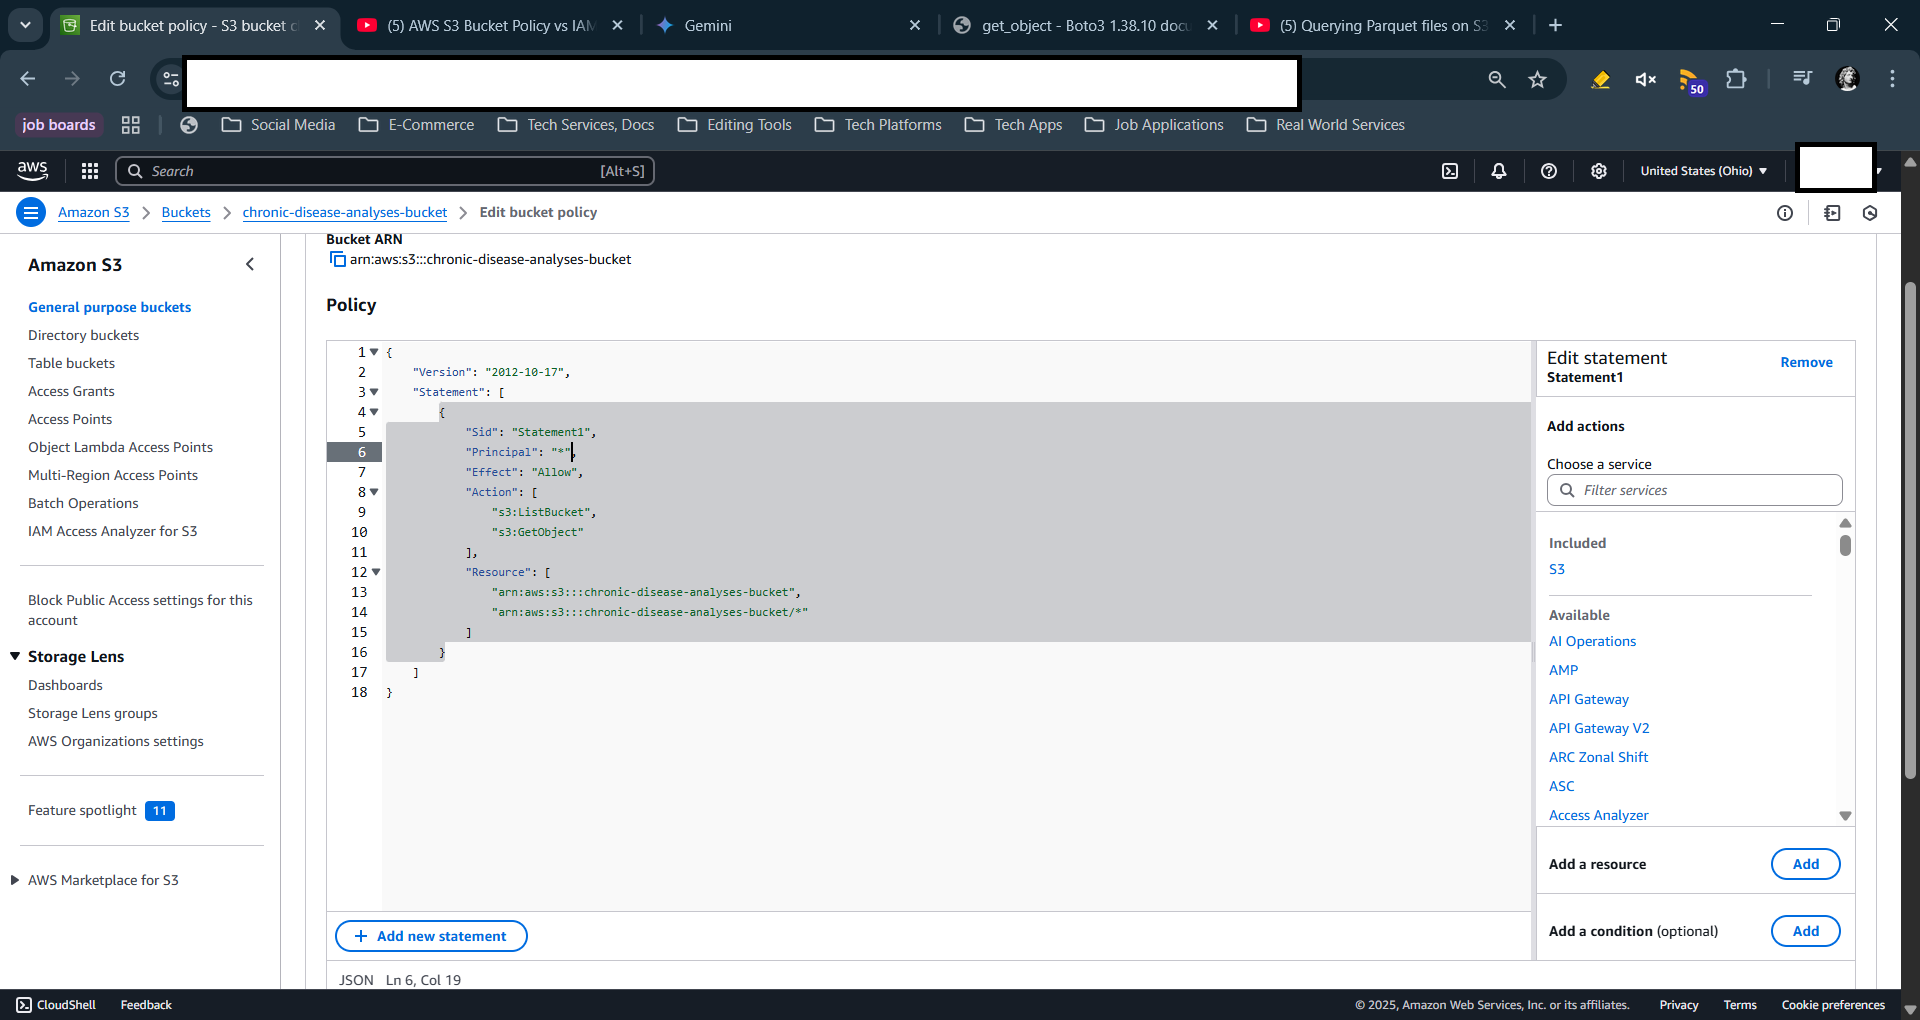 Edit bucket policy - S3 bucket c
(5) AWS S3 Bucket Policy vs IAM
Gemini
get_object - Boto3 1.38.10 docu
(5) Querying Parquet files on S3
50
job boards
Social Media
E-Commerce
Tech Services, Docs
Editing Tools
Tech Platforms
Tech Apps
Job Applications
Real World Services
aws
Search
[Alt+S]
United States (Ohio)
Amazon S3
Buckets
chronic-disease-analyses-bucket
Edit bucket policy
Amazon S3
General purpose buckets
Directory buckets
Table buckets
Access Grants
Access Points
Object Lambda Access Points
Multi-Region Access Points
Batch Operations
IAM Access Analyzer for S3
Block Public Access settings for this
account
Storage Lens
Dashboards
Storage Lens groups
AWS Organizations settings
Feature spotlight 11
AWS Marketplace for S3
Bucket ARN
arn:aws:s3:::chronic-disease-analyses-bucket
Policy
1 {
2 "Version": "2012-10-17",
3 "Statement": [
4 {
5 "Sid": "Statement1",
6 "Principal": "*",
7 "Effect": "Allow",
8 "Action": [
9 "s3:ListBucket",
10 "s3:GetObject"
11 ],
12 "Resource": [
13 "arn:aws:s3:::chronic-disease-analyses-bucket",
14 "arn:aws:s3:::chronic-disease-analyses-bucket/*"
15 ]
16 }
17 ]
18 }
+ Add new statement
JSON Ln 6, Col 19
Edit statement
Remove
Statement1
Add actions
Choose a service
Filter services
Included
S3
Available
AI Operations
AMP
API Gateway
API Gateway V2
ARC Zonal Shift
ASC
Access Analyzer
Add a resource
Add
Add a condition (optional)
Add
CloudShell
Feedback
© 2025, Amazon Web Services, Inc. or its affiliates.
Privacy
Terms
Cookie preferences